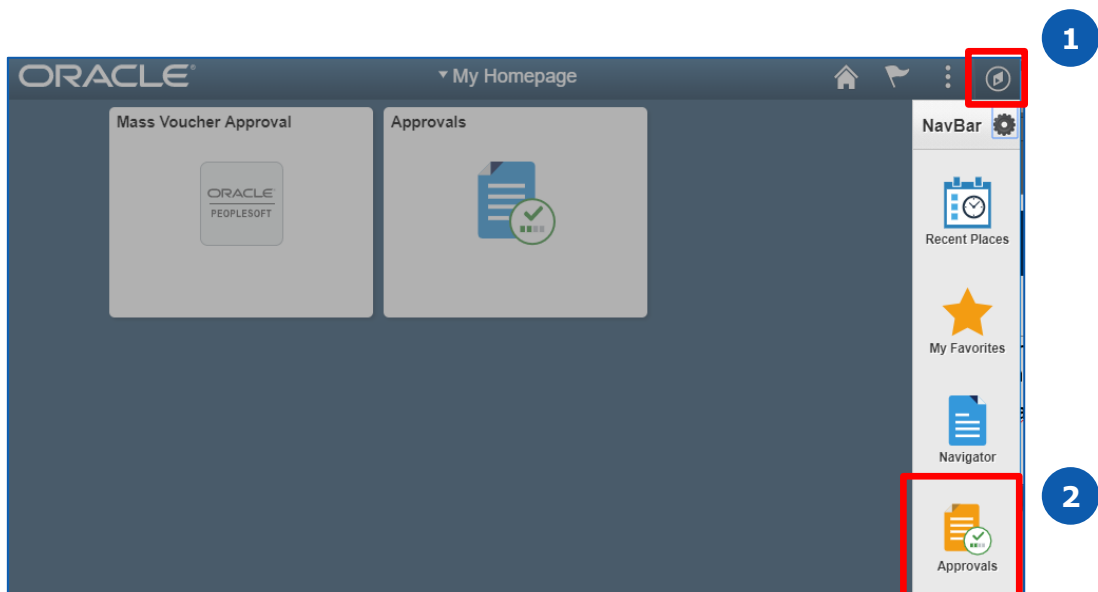 1
ORACLE
My Homepage
Mass Voucher Approval
Approvals
NavBar
ORACLE
PEOPLESOFT
Recent Places
My Favorites
Navigator
2
Approvals